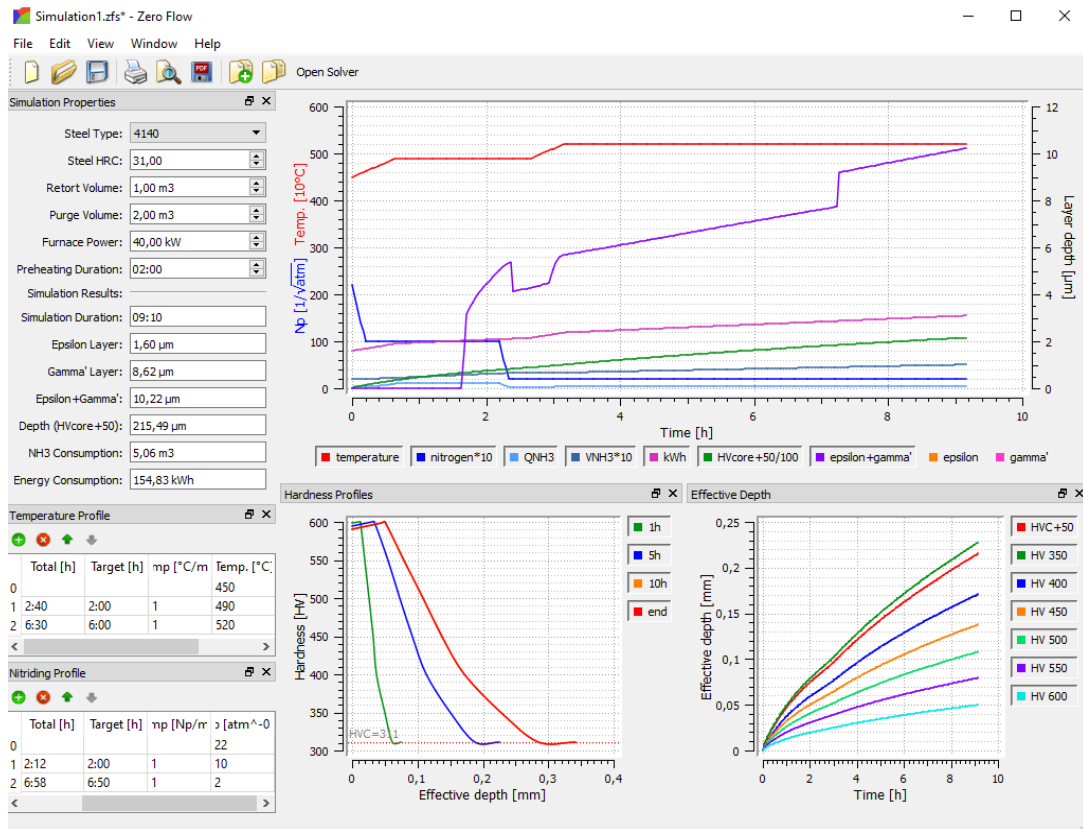 Simulation1.zfs* - Zero Flow
File Edit View Window Help
PDF
Open Solver
Simulation Properties
Steel Type: 4140
Steel HRC: 31,00
Retort Volume: 1,00 m3
Purge Volume: 2,00 m3
Furnace Power: 40,00 kW
Preheating Duration: 02:00
Simulation Results:
Simulation Duration: 09:10
Epsilon Layer: 1,60 µm
Gamma' Layer: 8,62 µm
Epsilon+Gamma': 10,22 µm
Depth (HVcore+50): 215,49 µm
NH3 Consumption: 5,06 m3
Energy Consumption: 154,83 kWh
Temperature Profile
Total [h] Target [h] mp [°C/m Temp. [°C]
0 450
1 2:40 2:00 1 490
2 6:30 6:00 1 520
Nitriding Profile
Total [h] Target [h] mp [Np/m ɔ [atm^-0
0 22
1 2:12 2:00 1 10
2 6:58 6:50 1 2
Np [1/√atm] Temp. [10°C]
600
500
400
300
200
100
0
12
10
8
6
4
2
0
Layer depth [µm]
0 2 4 6 8 10
Time [h]
temperature nitrogen*10 QNH3 VNH3*10 kWh HVcore+50/100 epsilon+gamma' epsilon gamma'
Hardness Profiles
Hardness [HV]
600
550
500
450
400
350
300
HVC=311
0 0,1 0,2 0,3 0,4
Effective depth [mm]
1h
5h
10h
end
Effective Depth
Effective depth [mm]
0,25
0,2
0,15
0,1
0,05
0
0 2 4 6 8 10
Time [h]
HVC+50
HV 350
HV 400
HV 450
HV 500
HV 550
HV 600